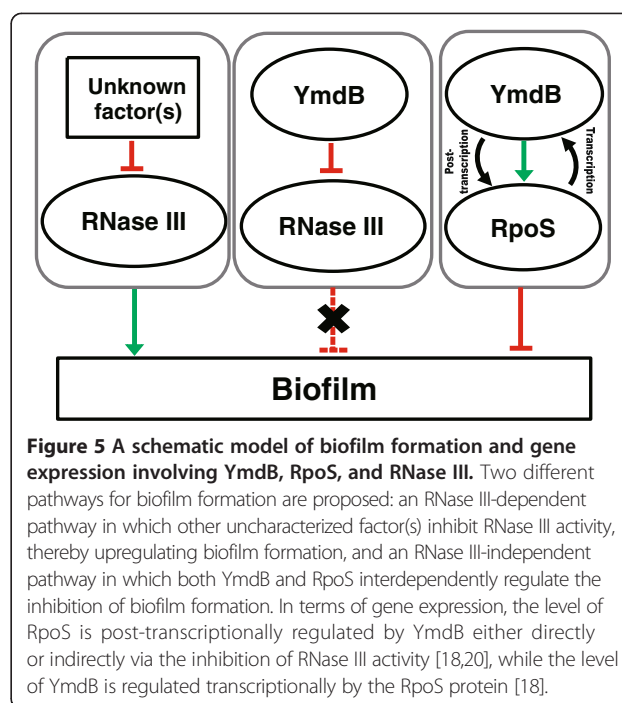 Unknown
factor(s)
YmdB
YmdB
Post-
transcription
Transcription
RNase III
RNase III
RpoS
Biofilm
Figure 5 A schematic model of biofilm formation and gene
expression involving YmdB, RpoS, and RNase III. Two different
pathways for biofilm formation are proposed: an RNase III-dependent
pathway in which other uncharacterized factor(s) inhibit RNase III activity,
thereby upregulating biofilm formation, and an RNase III-independent
pathway in which both YmdB and RpoS interdependently regulate the
inhibition of biofilm formation. In terms of gene expression, the level of
RpoS is post-transcriptionally regulated by YmdB either directly
or indirectly via the inhibition of RNase III activity [18,20], while the level
of YmdB is regulated transcriptionally by the RpoS protein [18].